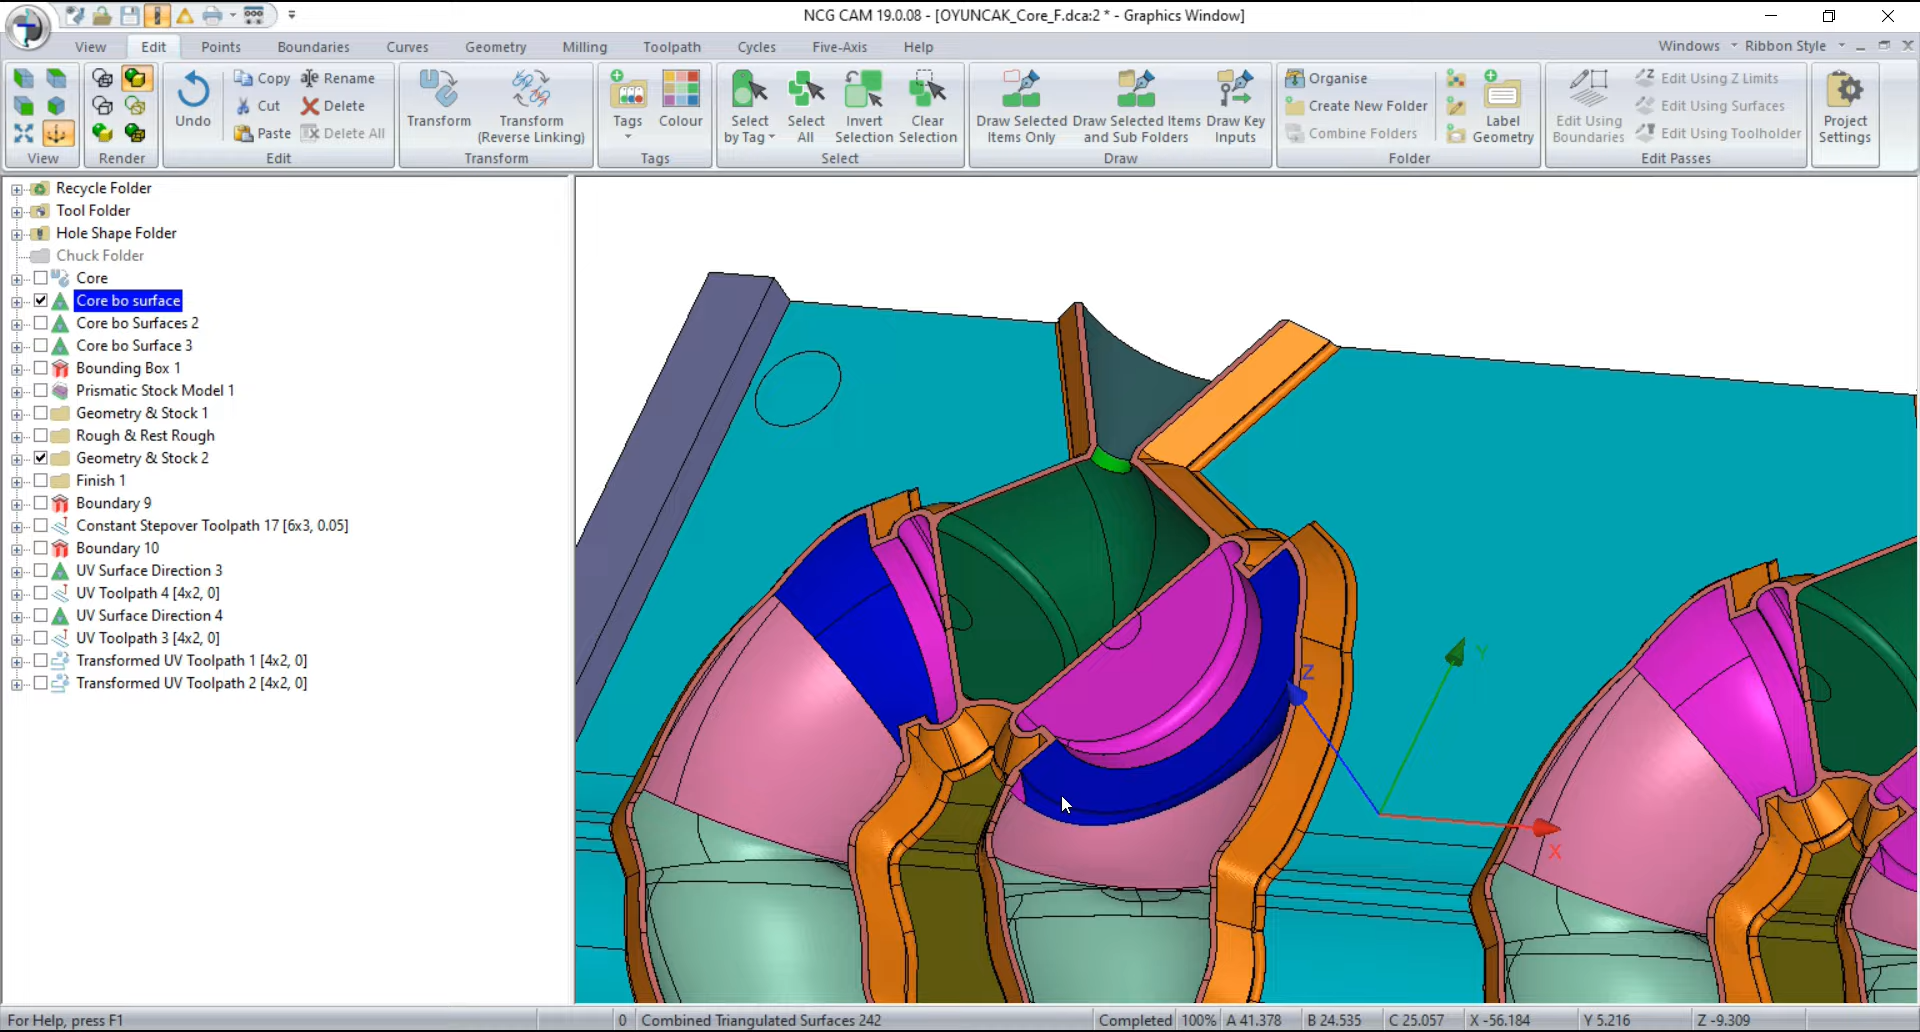 NCG CAM 19.0.08 - [OYUNCAK_Core_F.dca:2 * - Graphics Window]
View Edit Points Boundaries Curves Geometry Milling Toolpath Cycles Five-Axis Help Windows Ribbon Style
Copy Rename Organise Edit Using Z Limits
Cut Delete Create New Folder Edit Using Surfaces
Paste Delete All Combine Folders Edit Using Toolholder
Undo Transform Transform (Reverse Linking) Tags Colour Select by Tag Select All Invert Selection Clear Selection Draw Selected Items Only Draw Selected Items and Sub Folders Draw Key Inputs Label Geometry Edit Using Boundaries Project Settings
View Render Edit Transform Tags Select Draw Folder Edit Passes
Recycle Folder
Tool Folder
Hole Shape Folder
Chuck Folder
Core
Core bo surface
Core bo Surfaces 2
Core bo Surface 3
Bounding Box 1
Prismatic Stock Model 1
Geometry & Stock 1
Rough & Rest Rough
Geometry & Stock 2
Finish 1
Boundary 9
Constant Stepover Toolpath 17 [6x3, 0.05]
Boundary 10
UV Surface Direction 3
UV Toolpath 4 [4x2, 0]
UV Surface Direction 4
UV Toolpath 3 [4x2, 0]
Transformed UV Toolpath 1 [4x2, 0]
Transformed UV Toolpath 2 [4x2, 0]
Y
Z
X
For Help, press F1 0 Combined Triangulated Surfaces 242 Completed 100% A 41.378 B 24.535 C 25.057 X -56.184 Y 5.216 Z -9.309